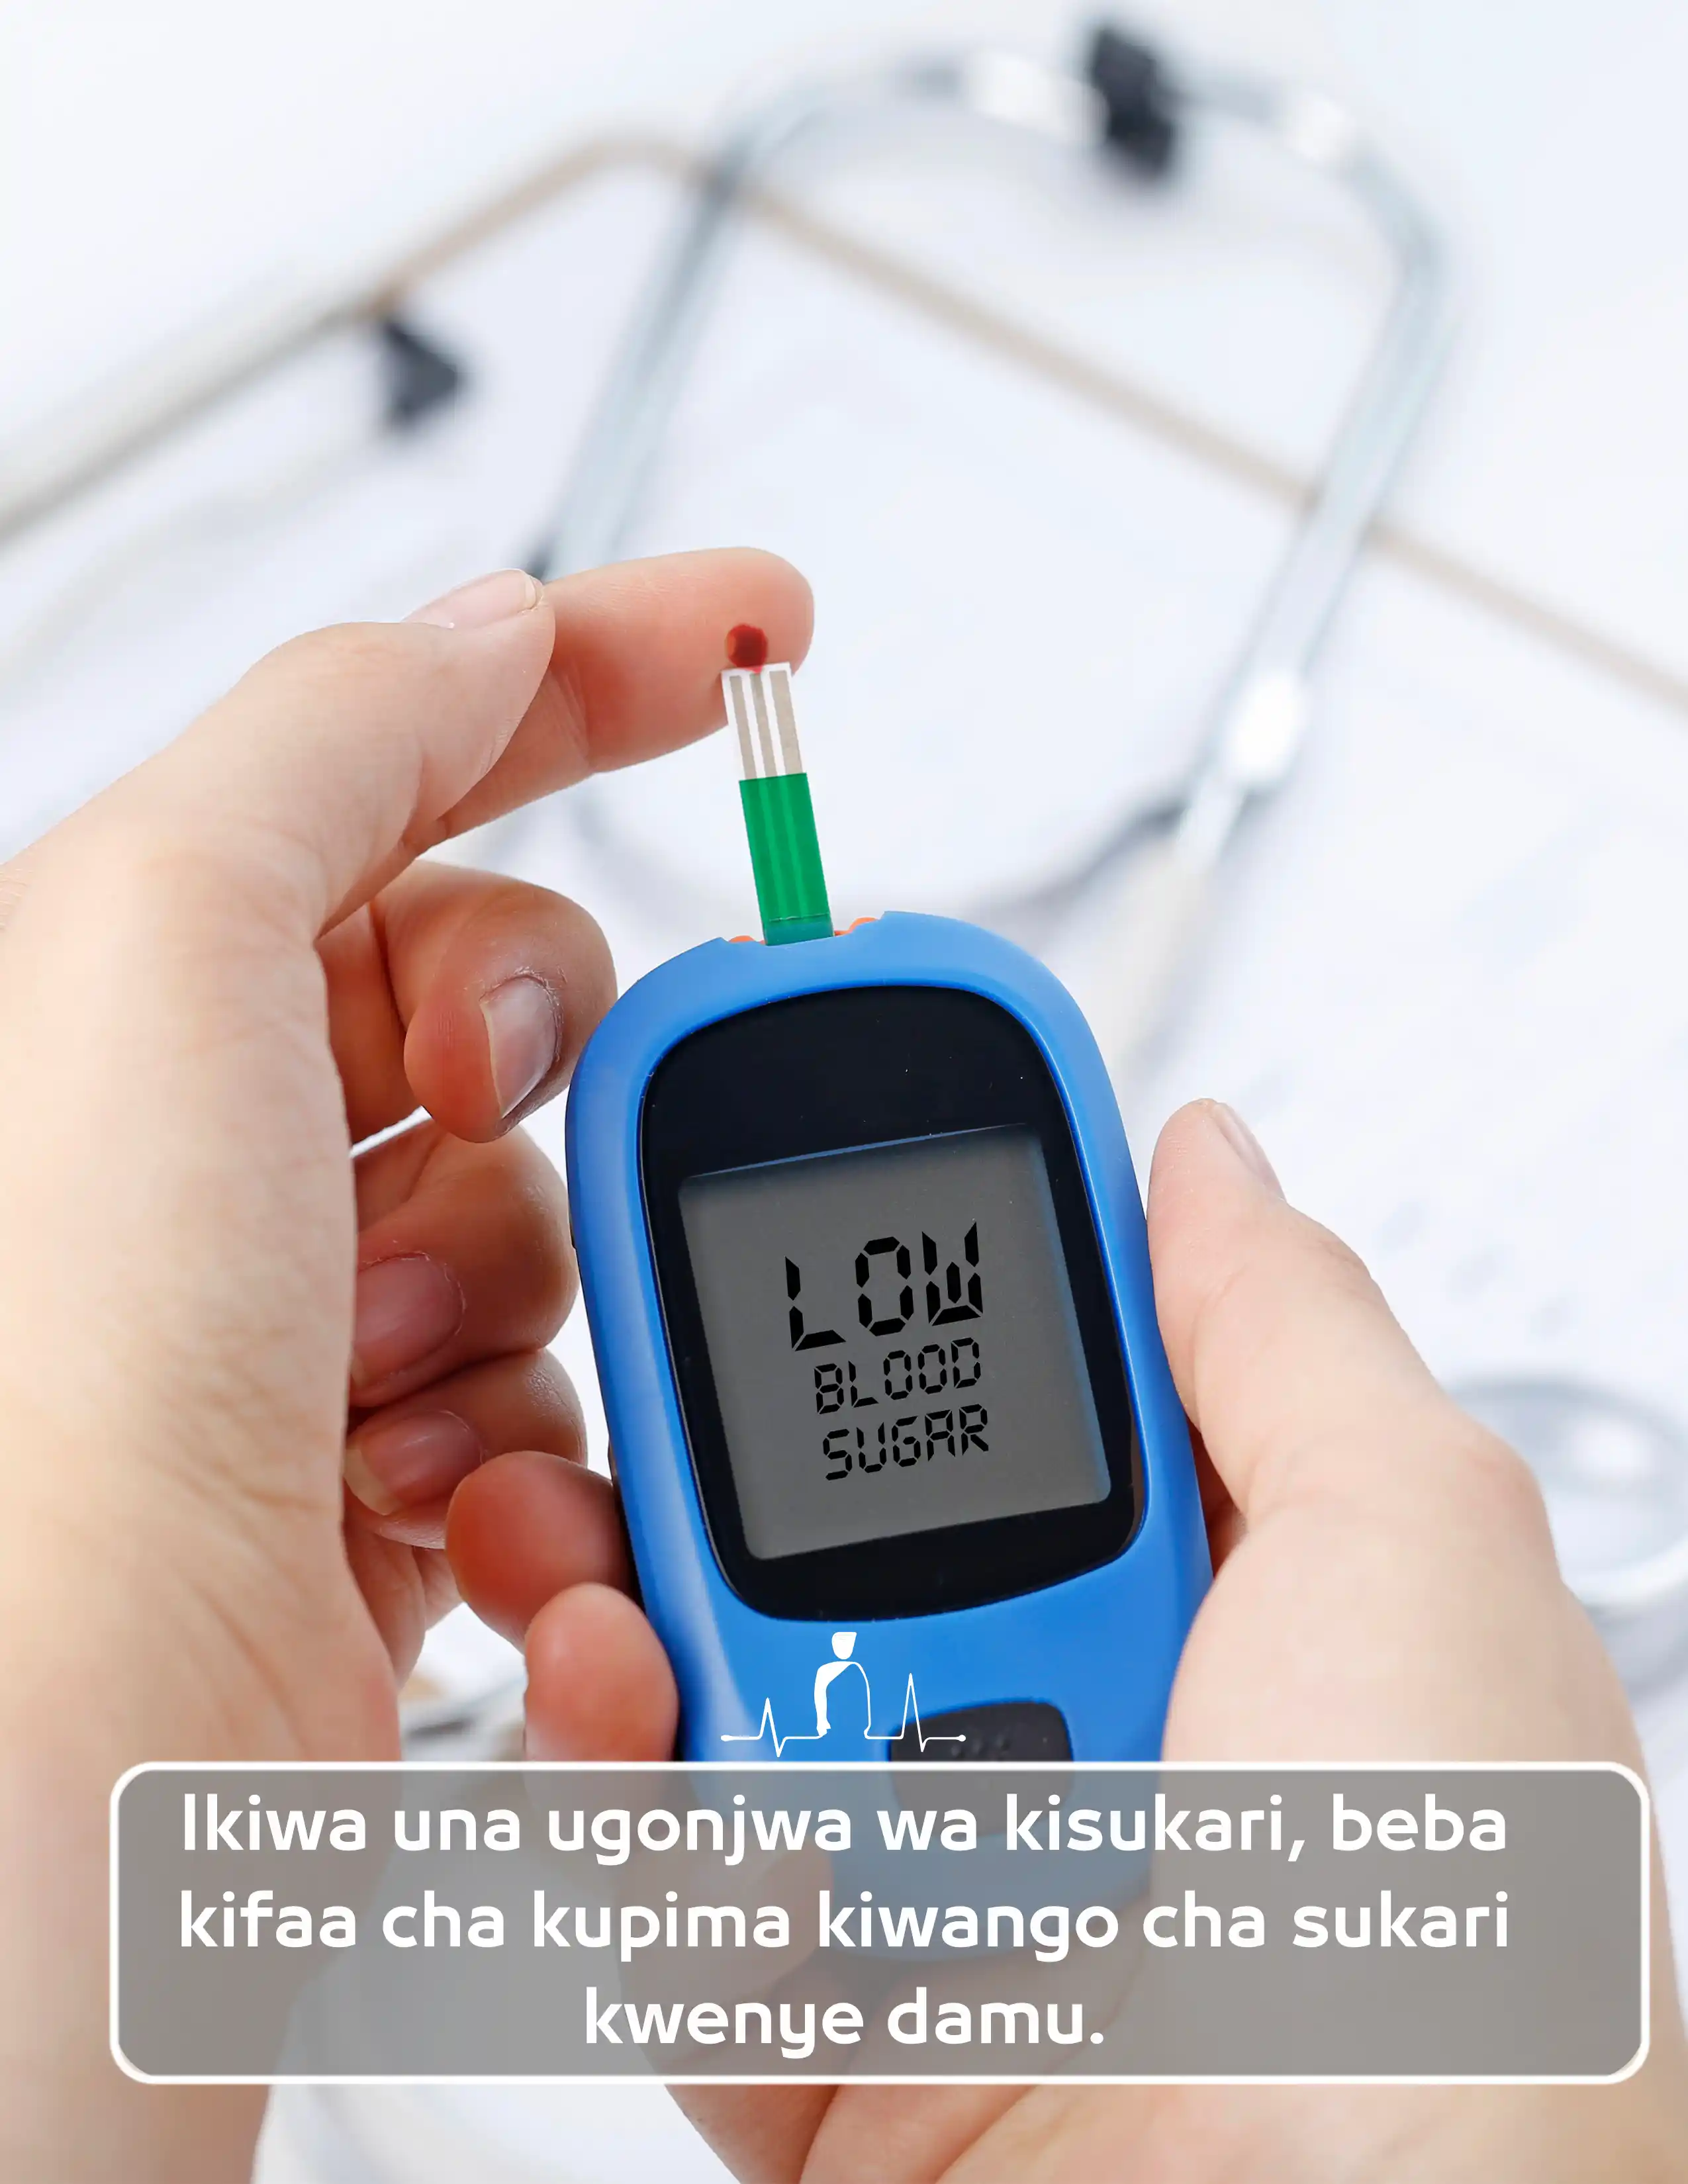 LOW
BLOOD
SUGAR
Ikiwa una ugonjwa wa kisukari, beba
kifaa cha kupima kiwango cha sukari
kwenye damu.